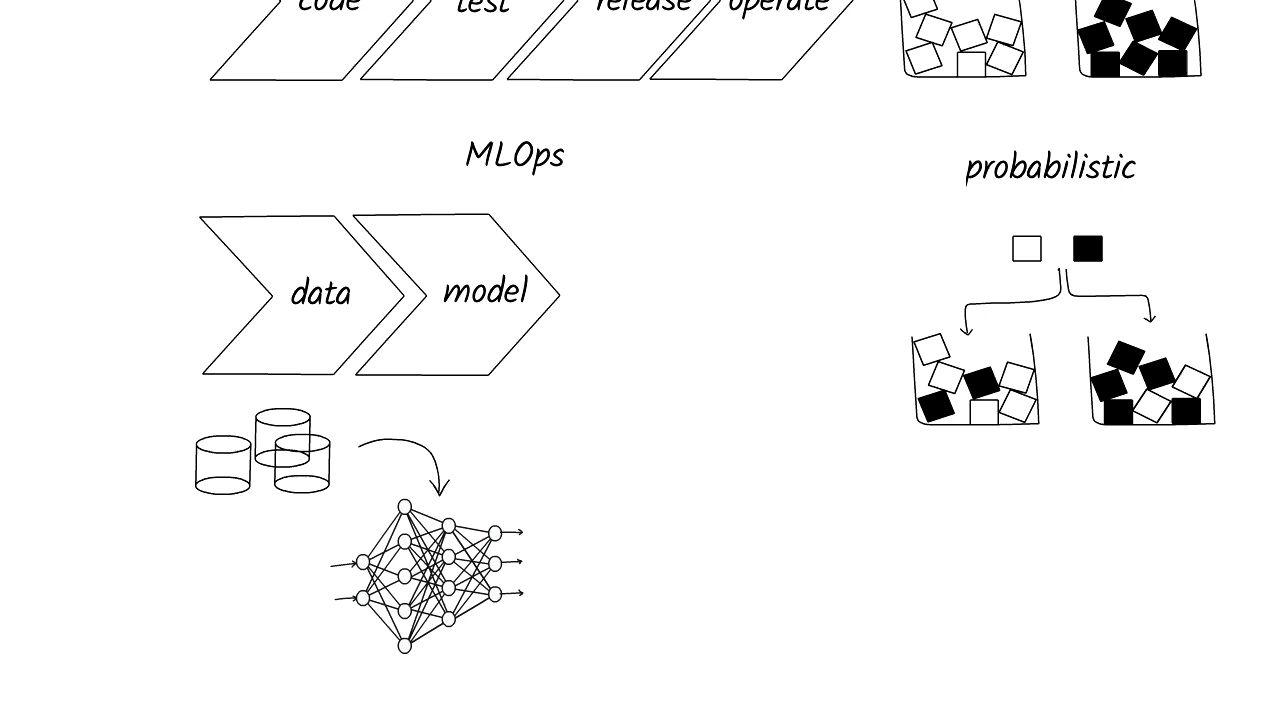 code
test
release
operate
MLOps
probabilistic
data
model